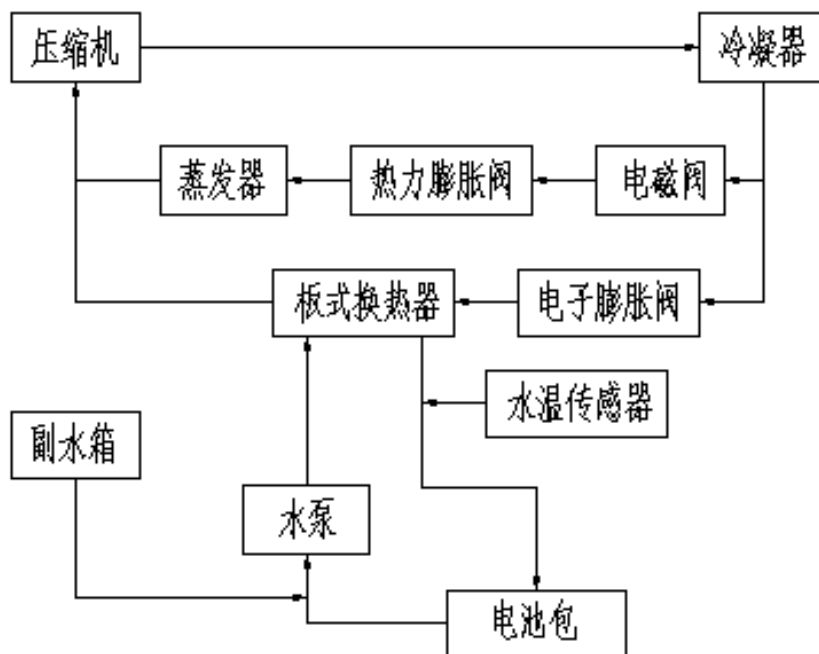 压缩机
冷凝器
蒸发器
热力膨胀阀
电磁阀
板式换热器
电子膨胀阀
水温传感器
副水箱
水泵
电池包